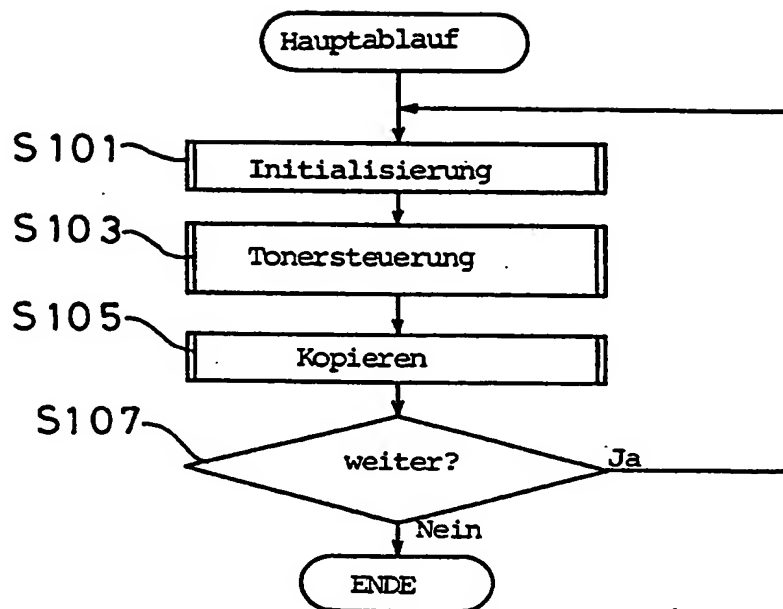 Hauptablauf
S101
Initialisierung
S103
Tonersteuerung
S105
Kopieren
S107
weiter?
Ja
Nein
ENDE